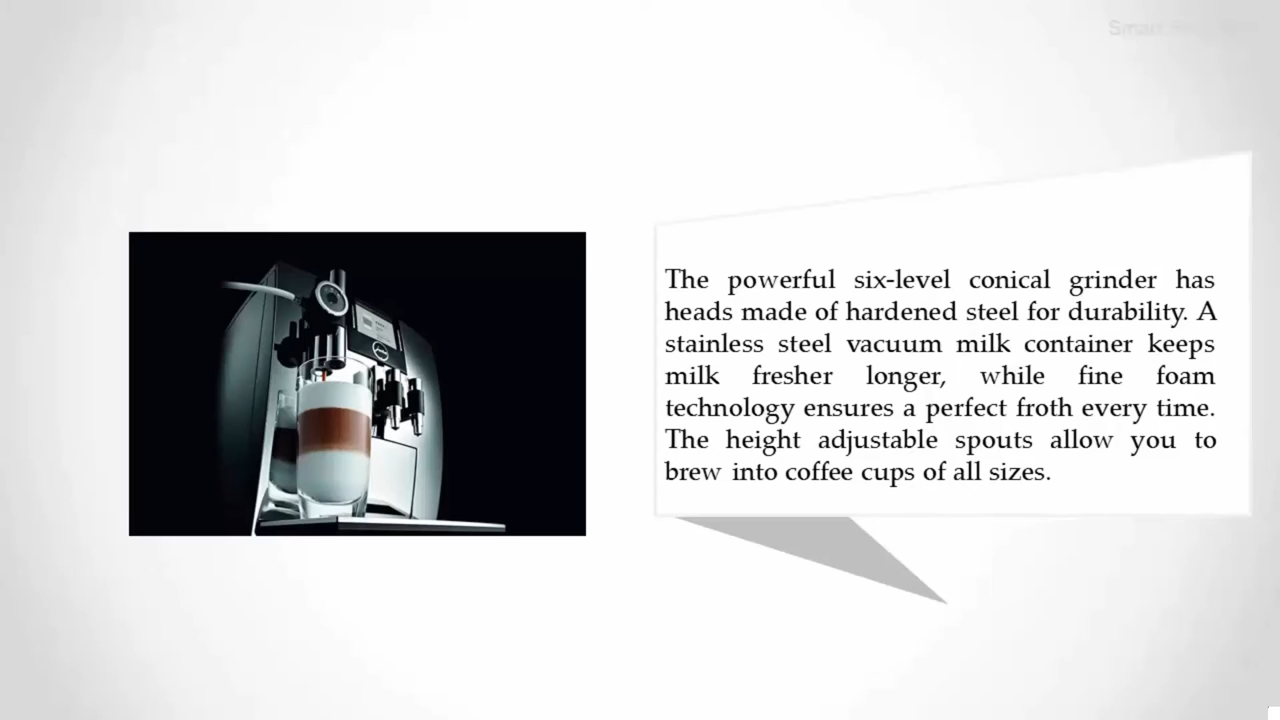 The powerful six-level conical grinder has
heads made of hardened steel for durability. A
stainless steel vacuum milk container keeps
milk fresher longer, while fine foam
technology ensures a perfect froth every time.
The height adjustable spouts allow you to
brew into coffee cups of all sizes.